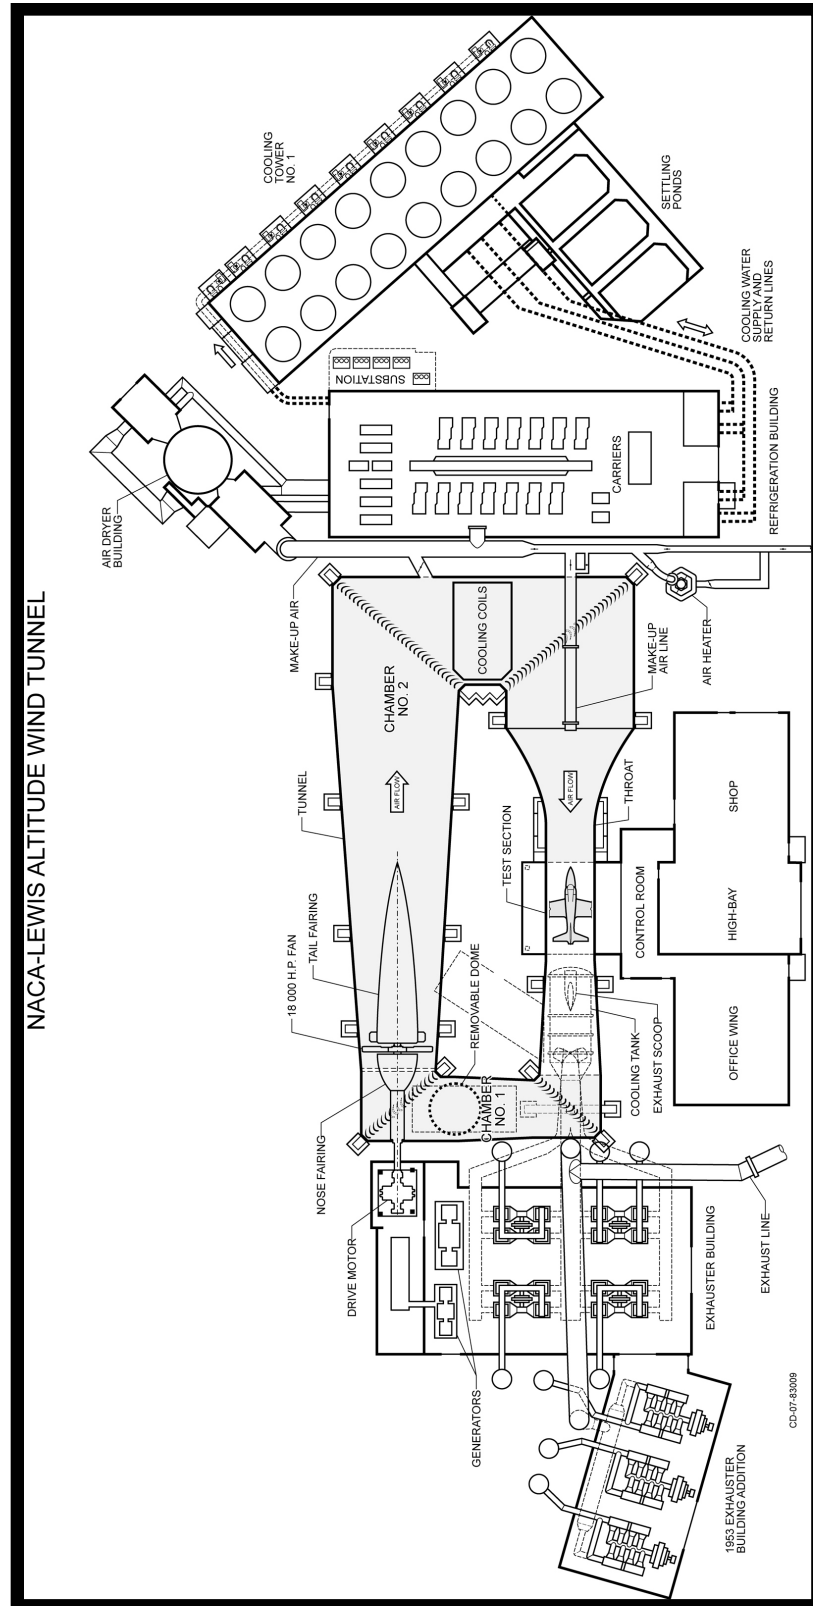 NACA-LEWIS ALTITUDE WIND TUNNEL
COOLING
TOWER
NO. 1
SETTLING
PONDS
COOLING WATER
SUPPLY AND
RETURN LINES
SUBSTATION
AIR DRYER
BUILDING
CARRIERS
REFRIGERATION BUILDING
MAKE-UP AIR
COOLING COILS
MAKE-UP
AIR LINE
AIR HEATER
CHAMBER
NO. 2
TUNNEL
AIR FLOW
AIR FLOW
THROAT
TEST SECTION
SHOP
HIGH-BAY
CONTROL ROOM
OFFICE WING
18 000 H.P. FAN
TAIL FAIRING
REMOVABLE DOME
COOLING TANK
EXHAUST SCOOP
CHAMBER
NO. 1
NOSE FAIRING
DRIVE MOTOR
GENERATORS
EXHAUSTER BUILDING
EXHAUST LINE
1953 EXHAUSTER
BUILDING ADDITION
CD-07-83009